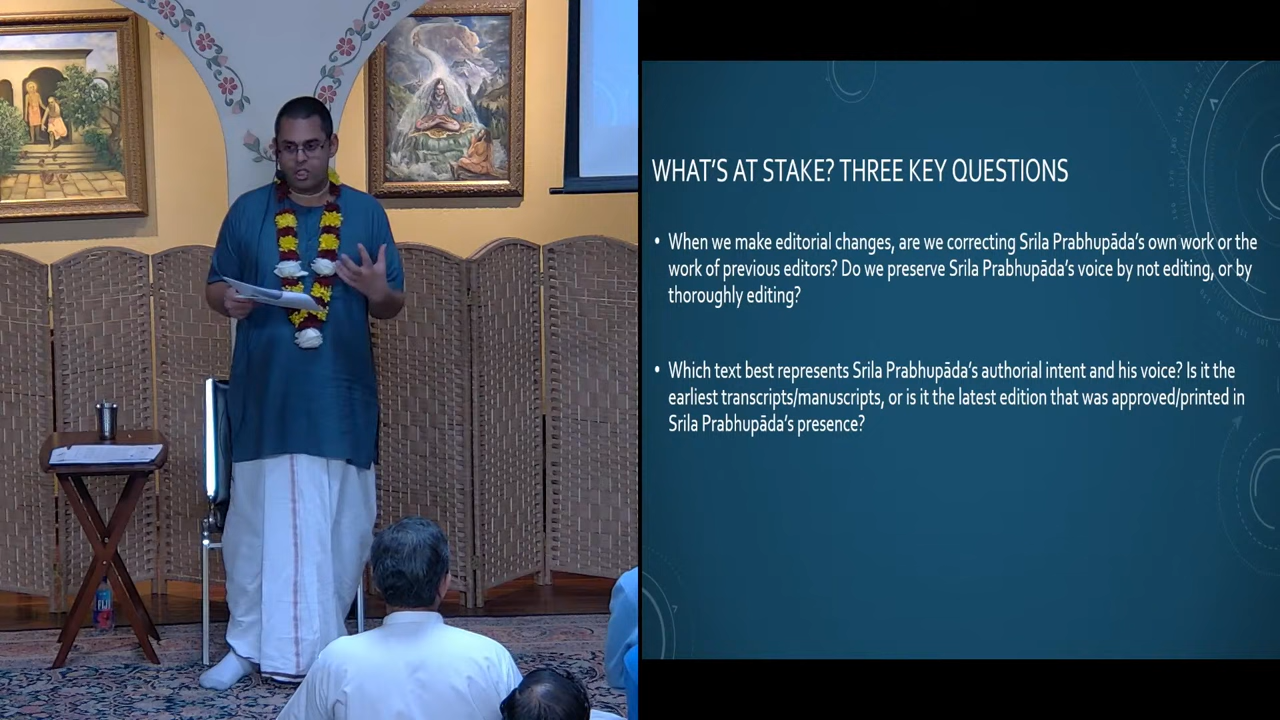 WHAT'S AT STAKE? THREE KEY QUESTIONS
• When we make editorial changes, are we correcting Srila Prabhupāda's own work or the
work of previous editors? Do we preserve Srila Prabhupāda's voice by not editing, or by
thoroughly editing?
• Which text best represents Srila Prabhupāda's authorial intent and his voice? Is it the
earliest transcripts/manuscripts, or is it the latest edition that was approved/printed in
Srila Prabhupāda's presence?
FIJI